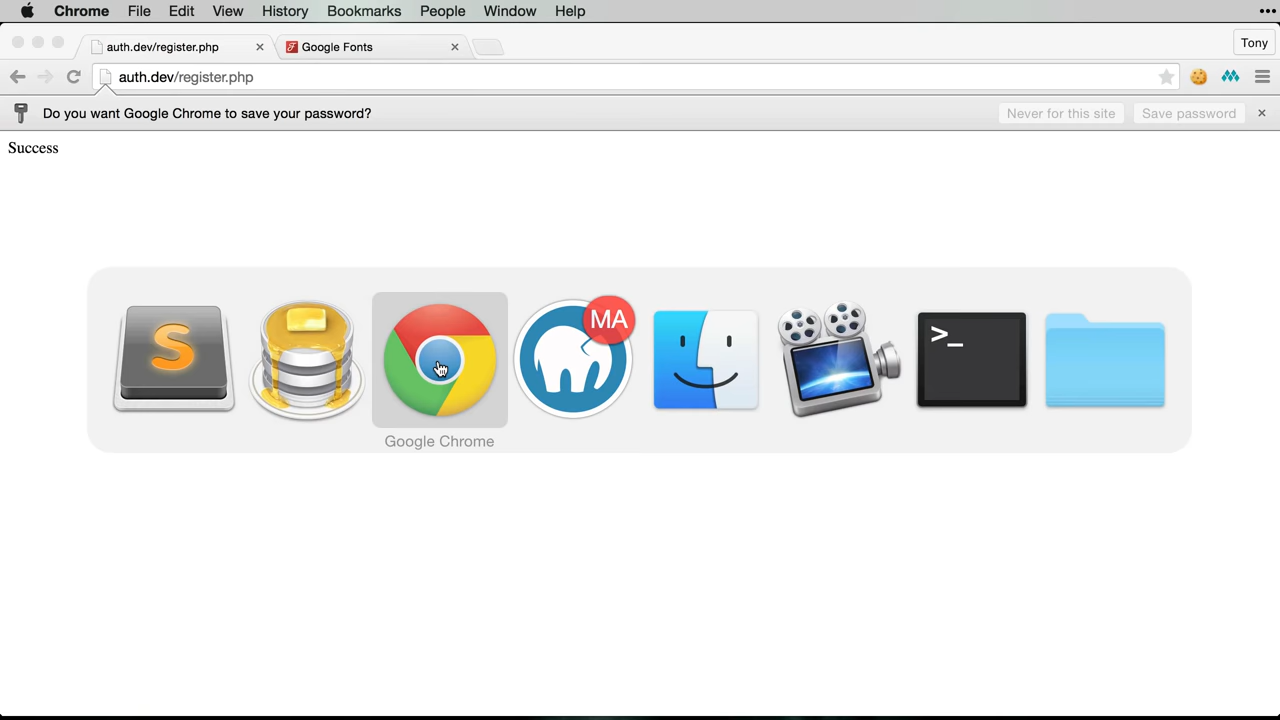 Chrome File Edit View History Bookmarks People Window Help
auth.dev/register.php
Google Fonts
Tony
auth.dev/register.php
Do you want Google Chrome to save your password?
Never for this site
Save password
Success
S
MA
>_
Google Chrome